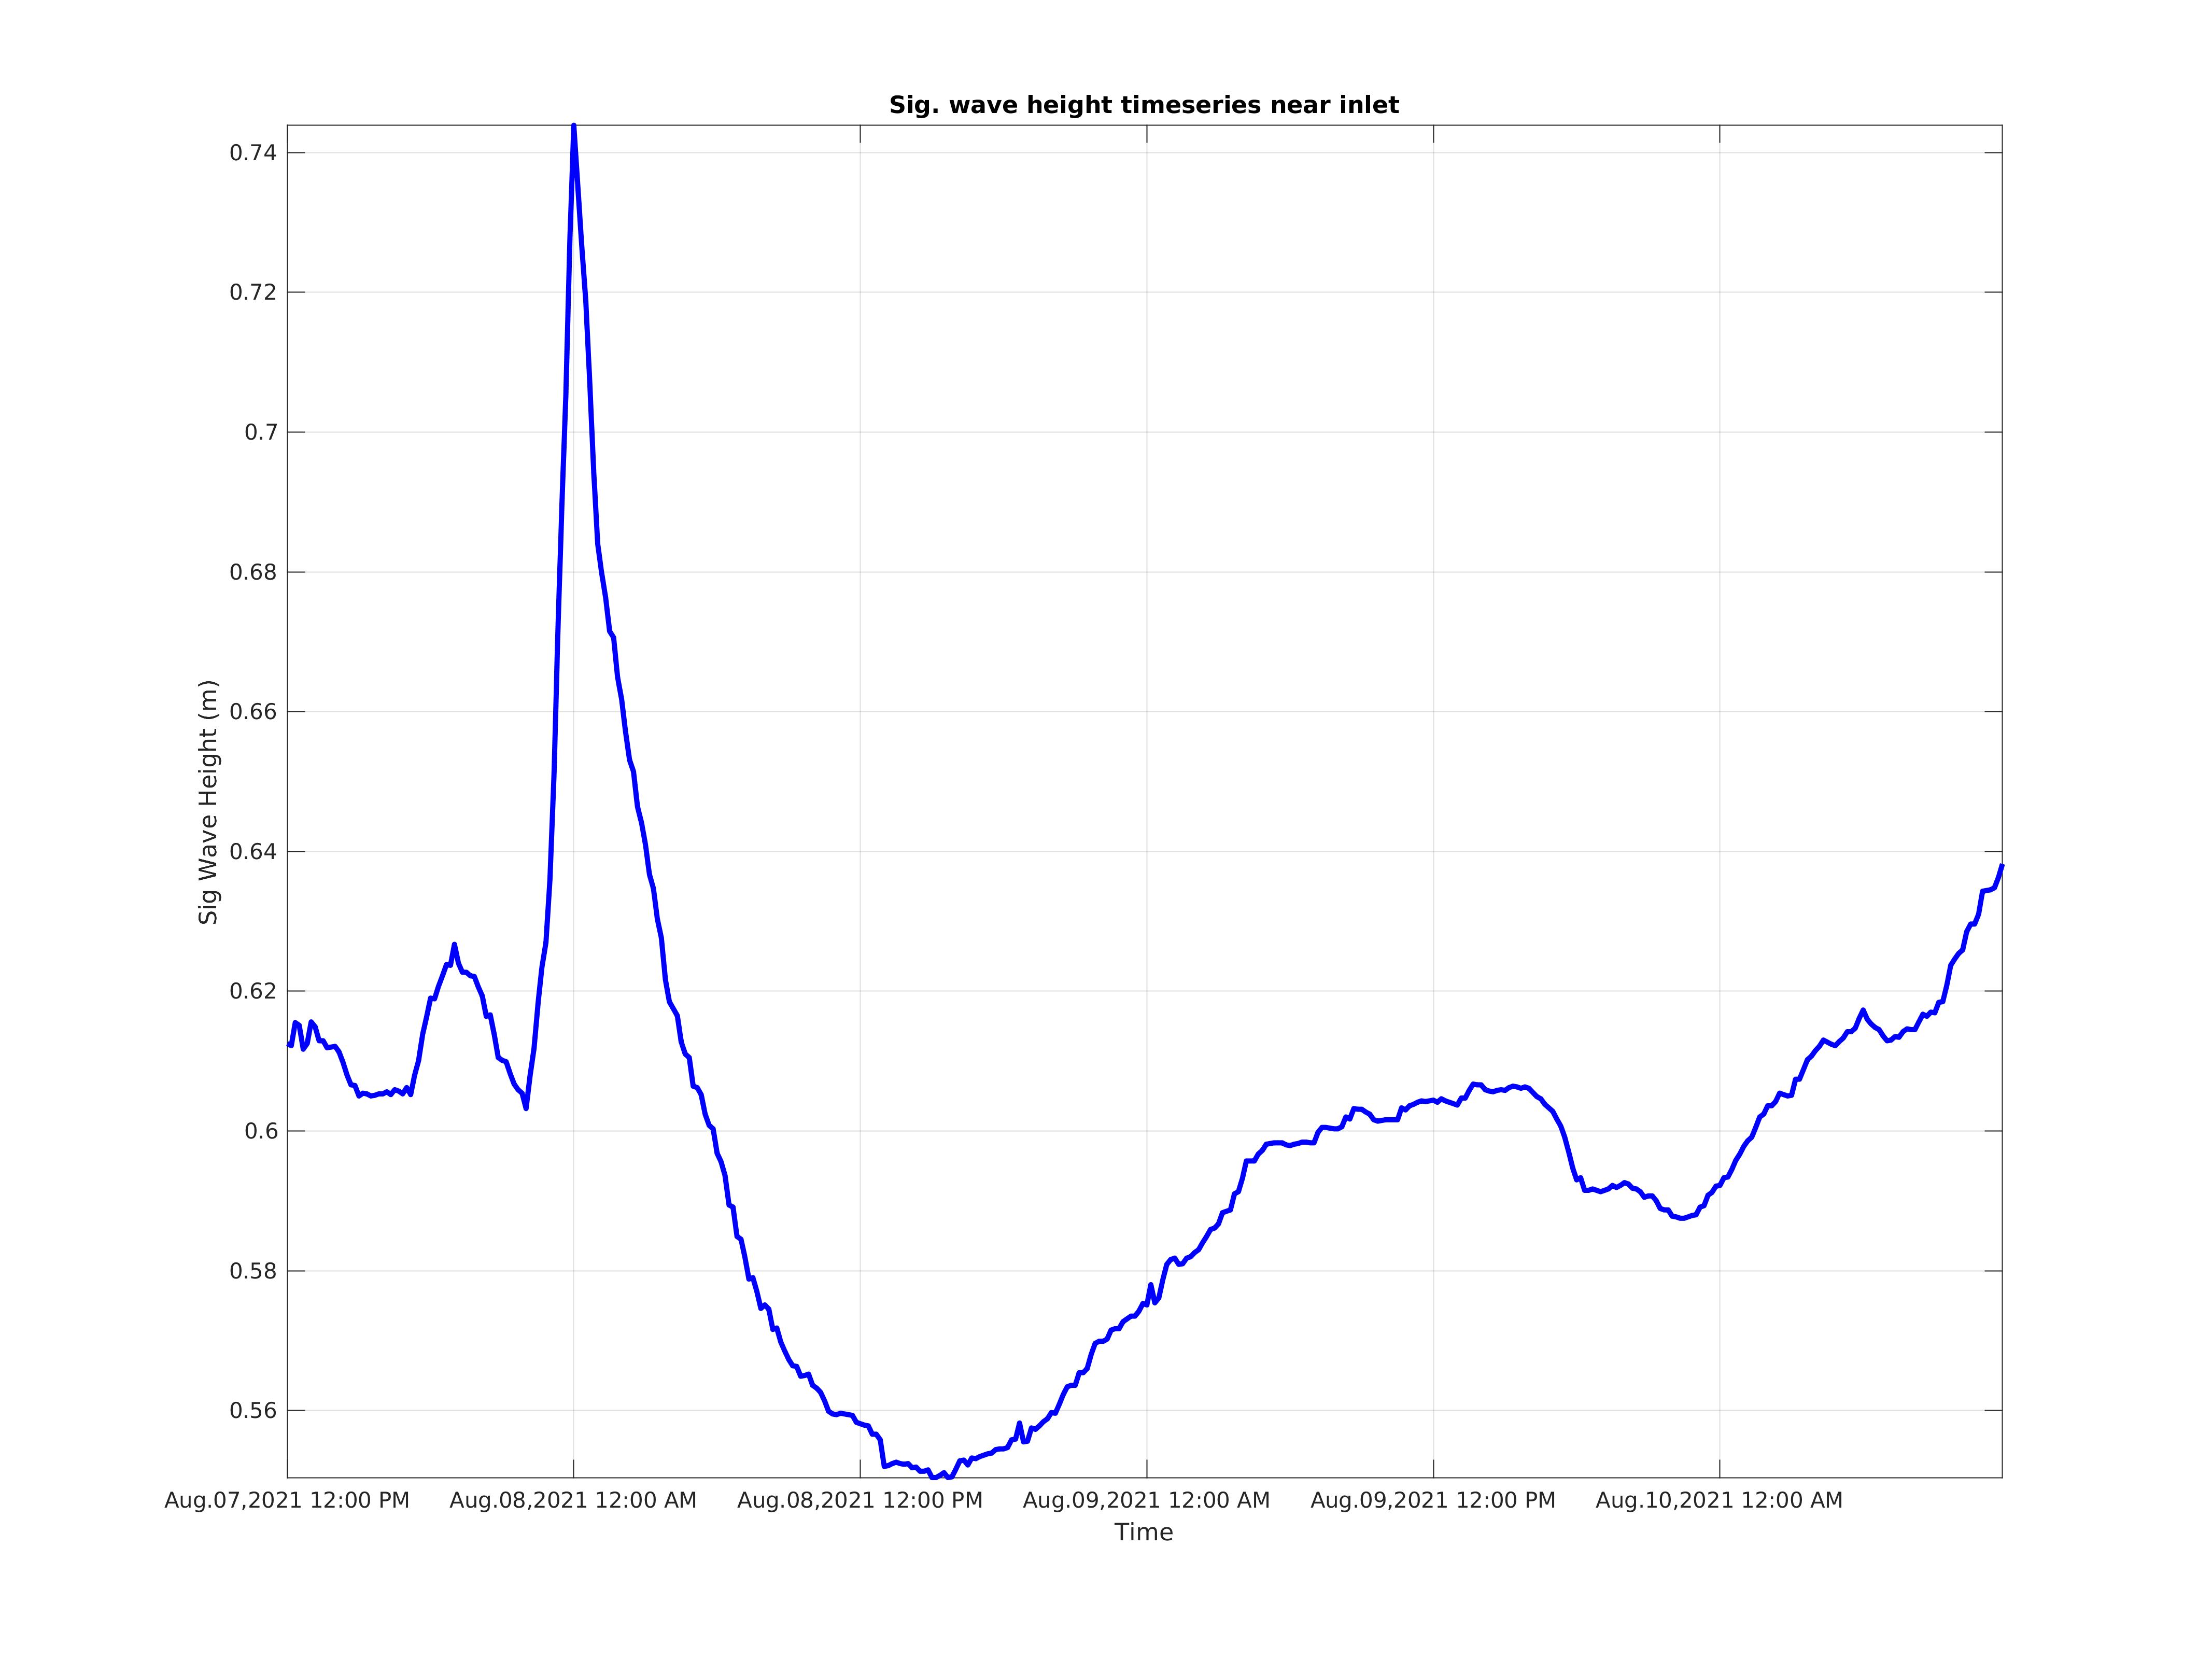 Sig. wave height timeseries near inlet
0.74
0.72
0.7
0.68
0.66
0.64
0.62
0.6
0.58
0.56
Sig Wave Height (m)
Aug.07,2021 12:00 PM Aug.08,2021 12:00 AM Aug.08,2021 12:00 PM Aug.09,2021 12:00 AM Aug.09,2021 12:00 PM Aug.10,2021 12:00 AM
Time